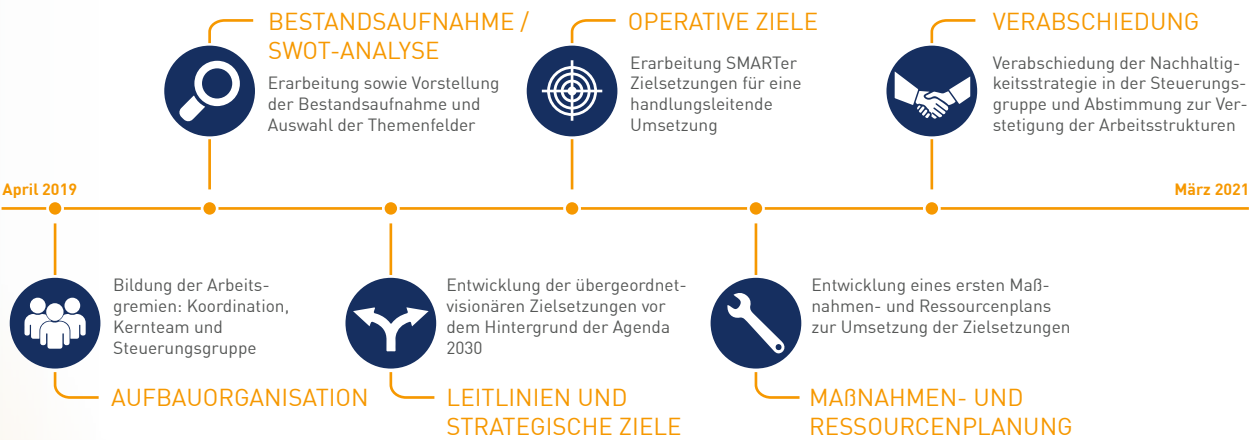 BESTANDSAUFNAHME /
SWOT-ANALYSE
Erarbeitung sowie Vorstellung
der Bestandsaufnahme und
Auswahl der Themenfelder
OPERATIVE ZIELE
Erarbeitung SMARTer
Zielsetzungen für eine
handlungsleitende
Umsetzung
VERABSCHIEDUNG
Verabschiedung der Nachhaltig-
keitsstrategie in der Steuerungs-
gruppe und Abstimmung zur Ver-
stetigung der Arbeitsstrukturen
April 2019
März 2021
Bildung der Arbeits-
gremien: Koordination,
Kernteam und
Steuerungsgruppe
AUFBAUORGANISATION
Entwicklung der übergeordnet-
visionären Zielsetzungen vor
dem Hintergrund der Agenda
2030
LEITLINIEN UND
STRATEGISCHE ZIELE
Entwicklung eines ersten Maß-
nahmen- und Ressourcenplans
zur Umsetzung der Zielsetzungen
MAßNAHMEN- UND
RESSOURCENPLANUNG